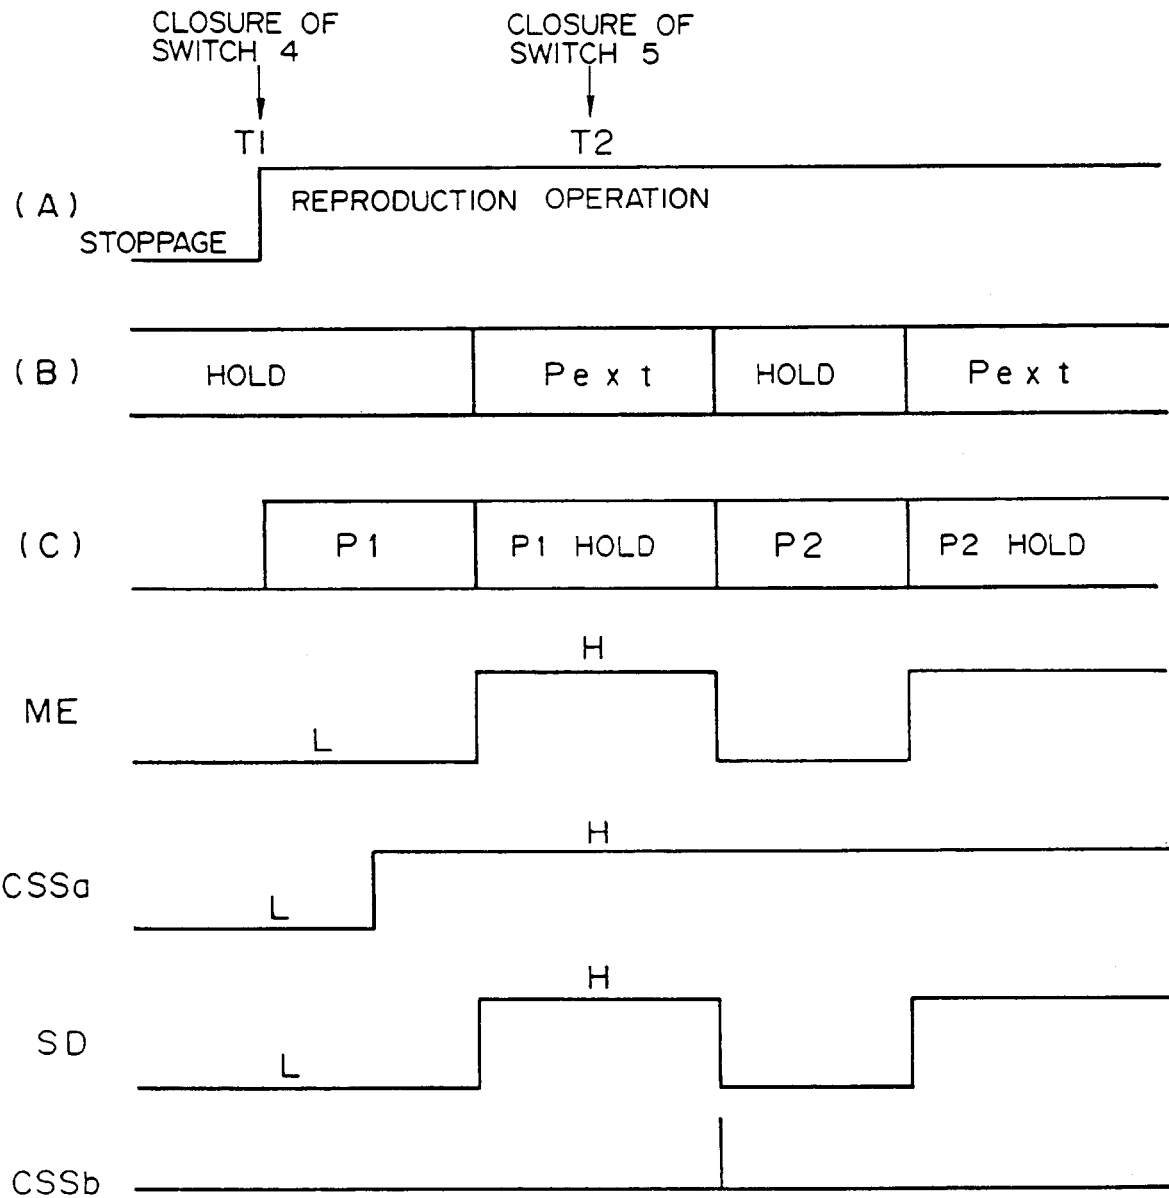 CLOSURE OF
SWITCH 4
CLOSURE OF
SWITCH 5
T1
T2
(A)
REPRODUCTION OPERATION
STOPPAGE
(B)
HOLD
Pext
HOLD
Pext
(C)
P1
P1 HOLD
P2
P2 HOLD
H
ME
L
H
CSSa
L
H
SD
L
CSSb